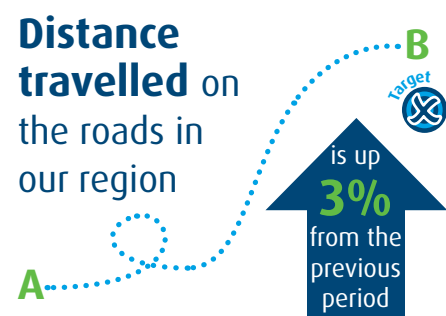 Distance
travelled on
the roads in
our region
A
B
Target
is up
3%
from the
previous
period